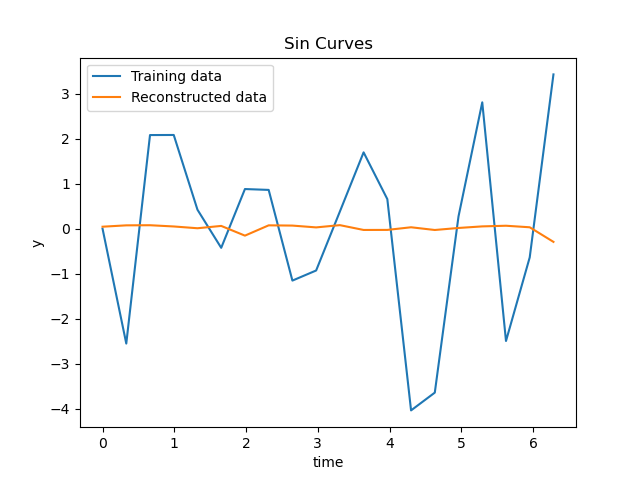 Sin Curves
Training data
Reconstructed data
3
2
1
0
−1
−2
−3
−4
y
0 1 2 3 4 5 6
time